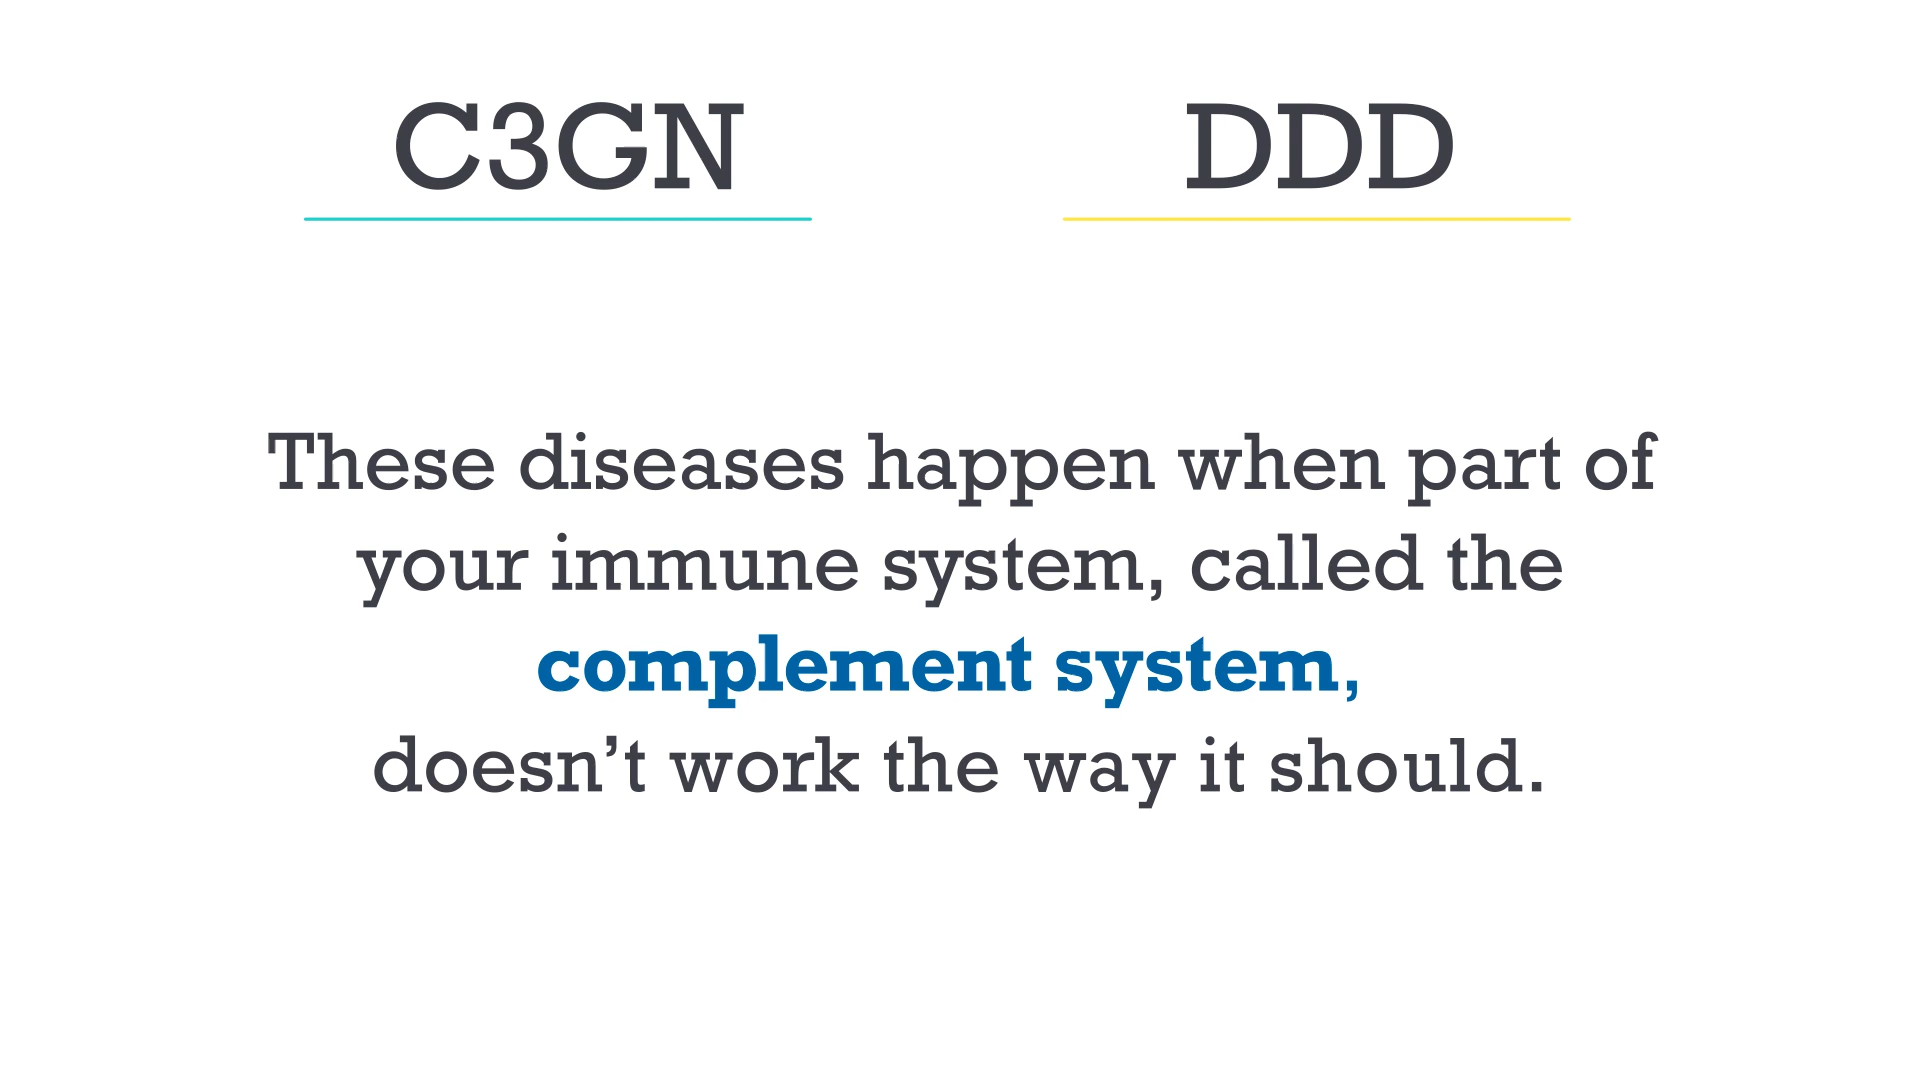 C3GN DDD
These diseases happen when part of
your immune system, called the
complement system,
doesn’t work the way it should.